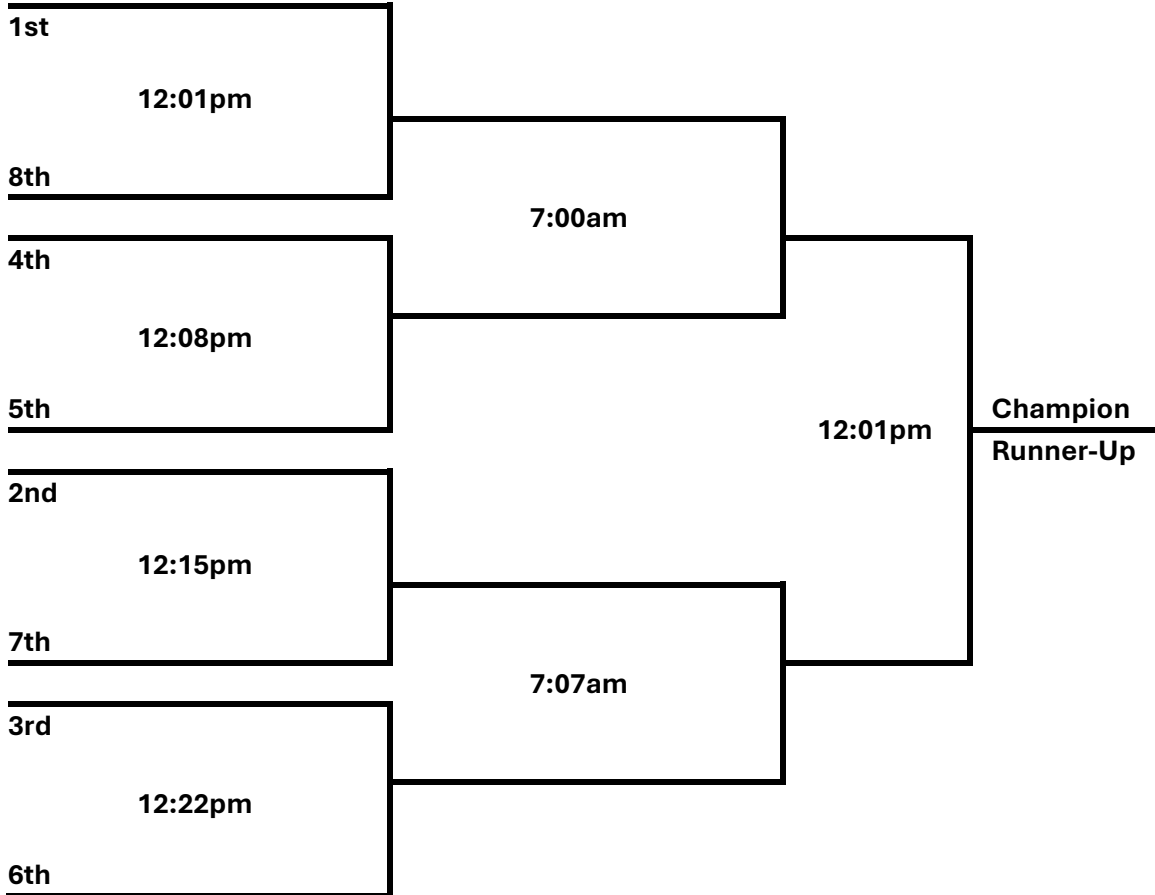 1st
12:01pm
8th
7:00am
4th
12:08pm
5th
12:01pm
Champion
Runner-Up
2nd
12:15pm
7th
7:07am
3rd
12:22pm
6th